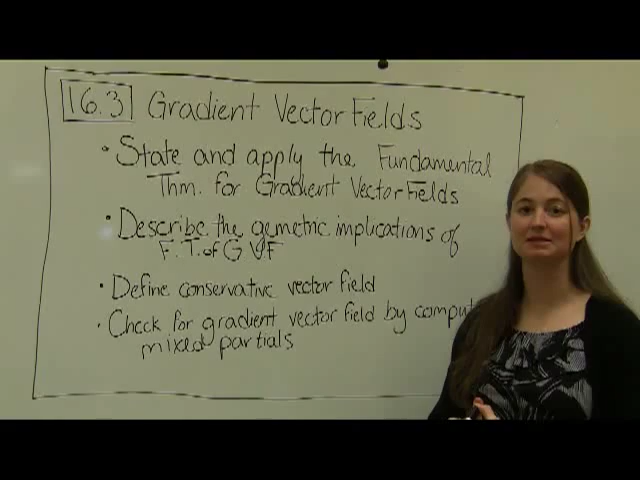 16.3 Gradient Vector Fields
• State and apply the Fundamental
Thm. for Gradient Vector Fields
• Describe the gemetric implications of
F.T. of G VF
• Define conservative vector field
• Check for gradient vector field by comput
mixed partials